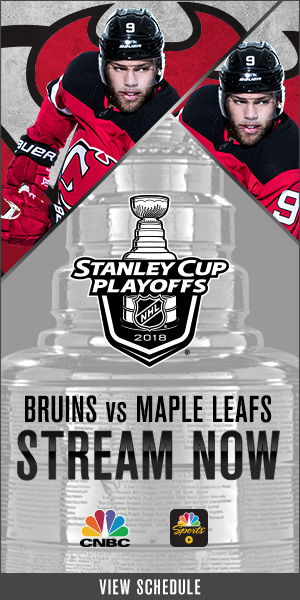 9
9
BAUER
BAUER
9
STANLEY CUP
PLAYOFFS
NHL
2018
®
BRUINS VS MAPLE LEAFS
STREAM NOW
CNBC
Sports
VIEW SCHEDULE